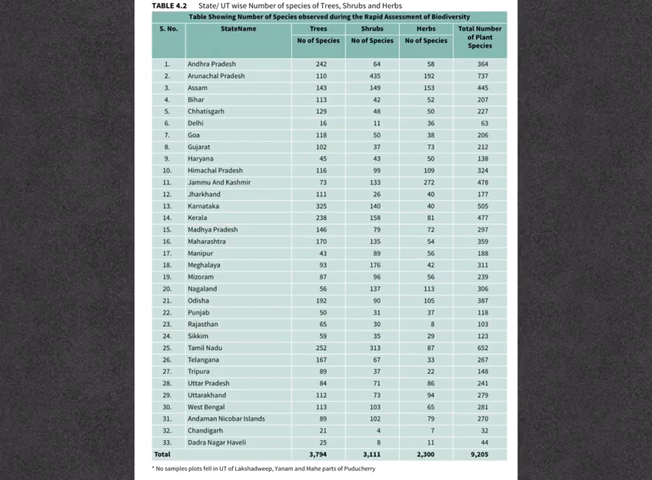 TABLE 4.2 State/ UT wise Number of species of Trees, Shrubs and Herbs
Table Showing Number of Species observed during the Rapid Assessment of Biodiversity
S. No. StateName Trees Shrubs Herbs Total Number of Plant Species
No of Species No of Species No of Species
1. Andhra Pradesh 242 64 58 364
2. Arunachal Pradesh 110 435 192 737
3. Assam 143 149 153 445
4. Bihar 113 42 52 207
5. Chhatisgarh 129 48 50 227
6. Delhi 16 11 36 63
7. Goa 118 50 38 206
8. Gujarat 102 37 73 212
9. Haryana 45 43 50 138
10. Himachal Pradesh 116 99 109 324
11. Jammu And Kashmir 73 133 272 478
12. Jharkhand 111 26 40 177
13. Karnataka 325 140 40 505
14. Kerala 238 158 81 477
15. Madhya Pradesh 146 79 72 297
16. Maharashtra 170 135 54 359
17. Manipur 43 89 56 188
18. Meghalaya 93 176 42 311
19. Mizoram 87 96 56 239
20. Nagaland 56 137 113 306
21. Odisha 192 90 105 387
22. Punjab 50 31 37 118
23. Rajasthan 65 30 8 103
24. Sikkim 59 35 29 123
25. Tamil Nadu 252 313 87 652
26. Telangana 167 67 33 267
27. Tripura 89 37 22 148
28. Uttar Pradesh 84 71 86 241
29. Uttarakhand 112 73 94 279
30. West Bengal 113 103 65 281
31. Andaman Nicobar Islands 89 102 79 270
32. Chandigarh 21 4 7 32
33. Dadra Nagar Haveli 25 8 11 44
Total 3,794 3,111 2,300 9,205
* No samples plots fell in UT of Lakshadweep, Yanam and Mahe parts of Puducherry